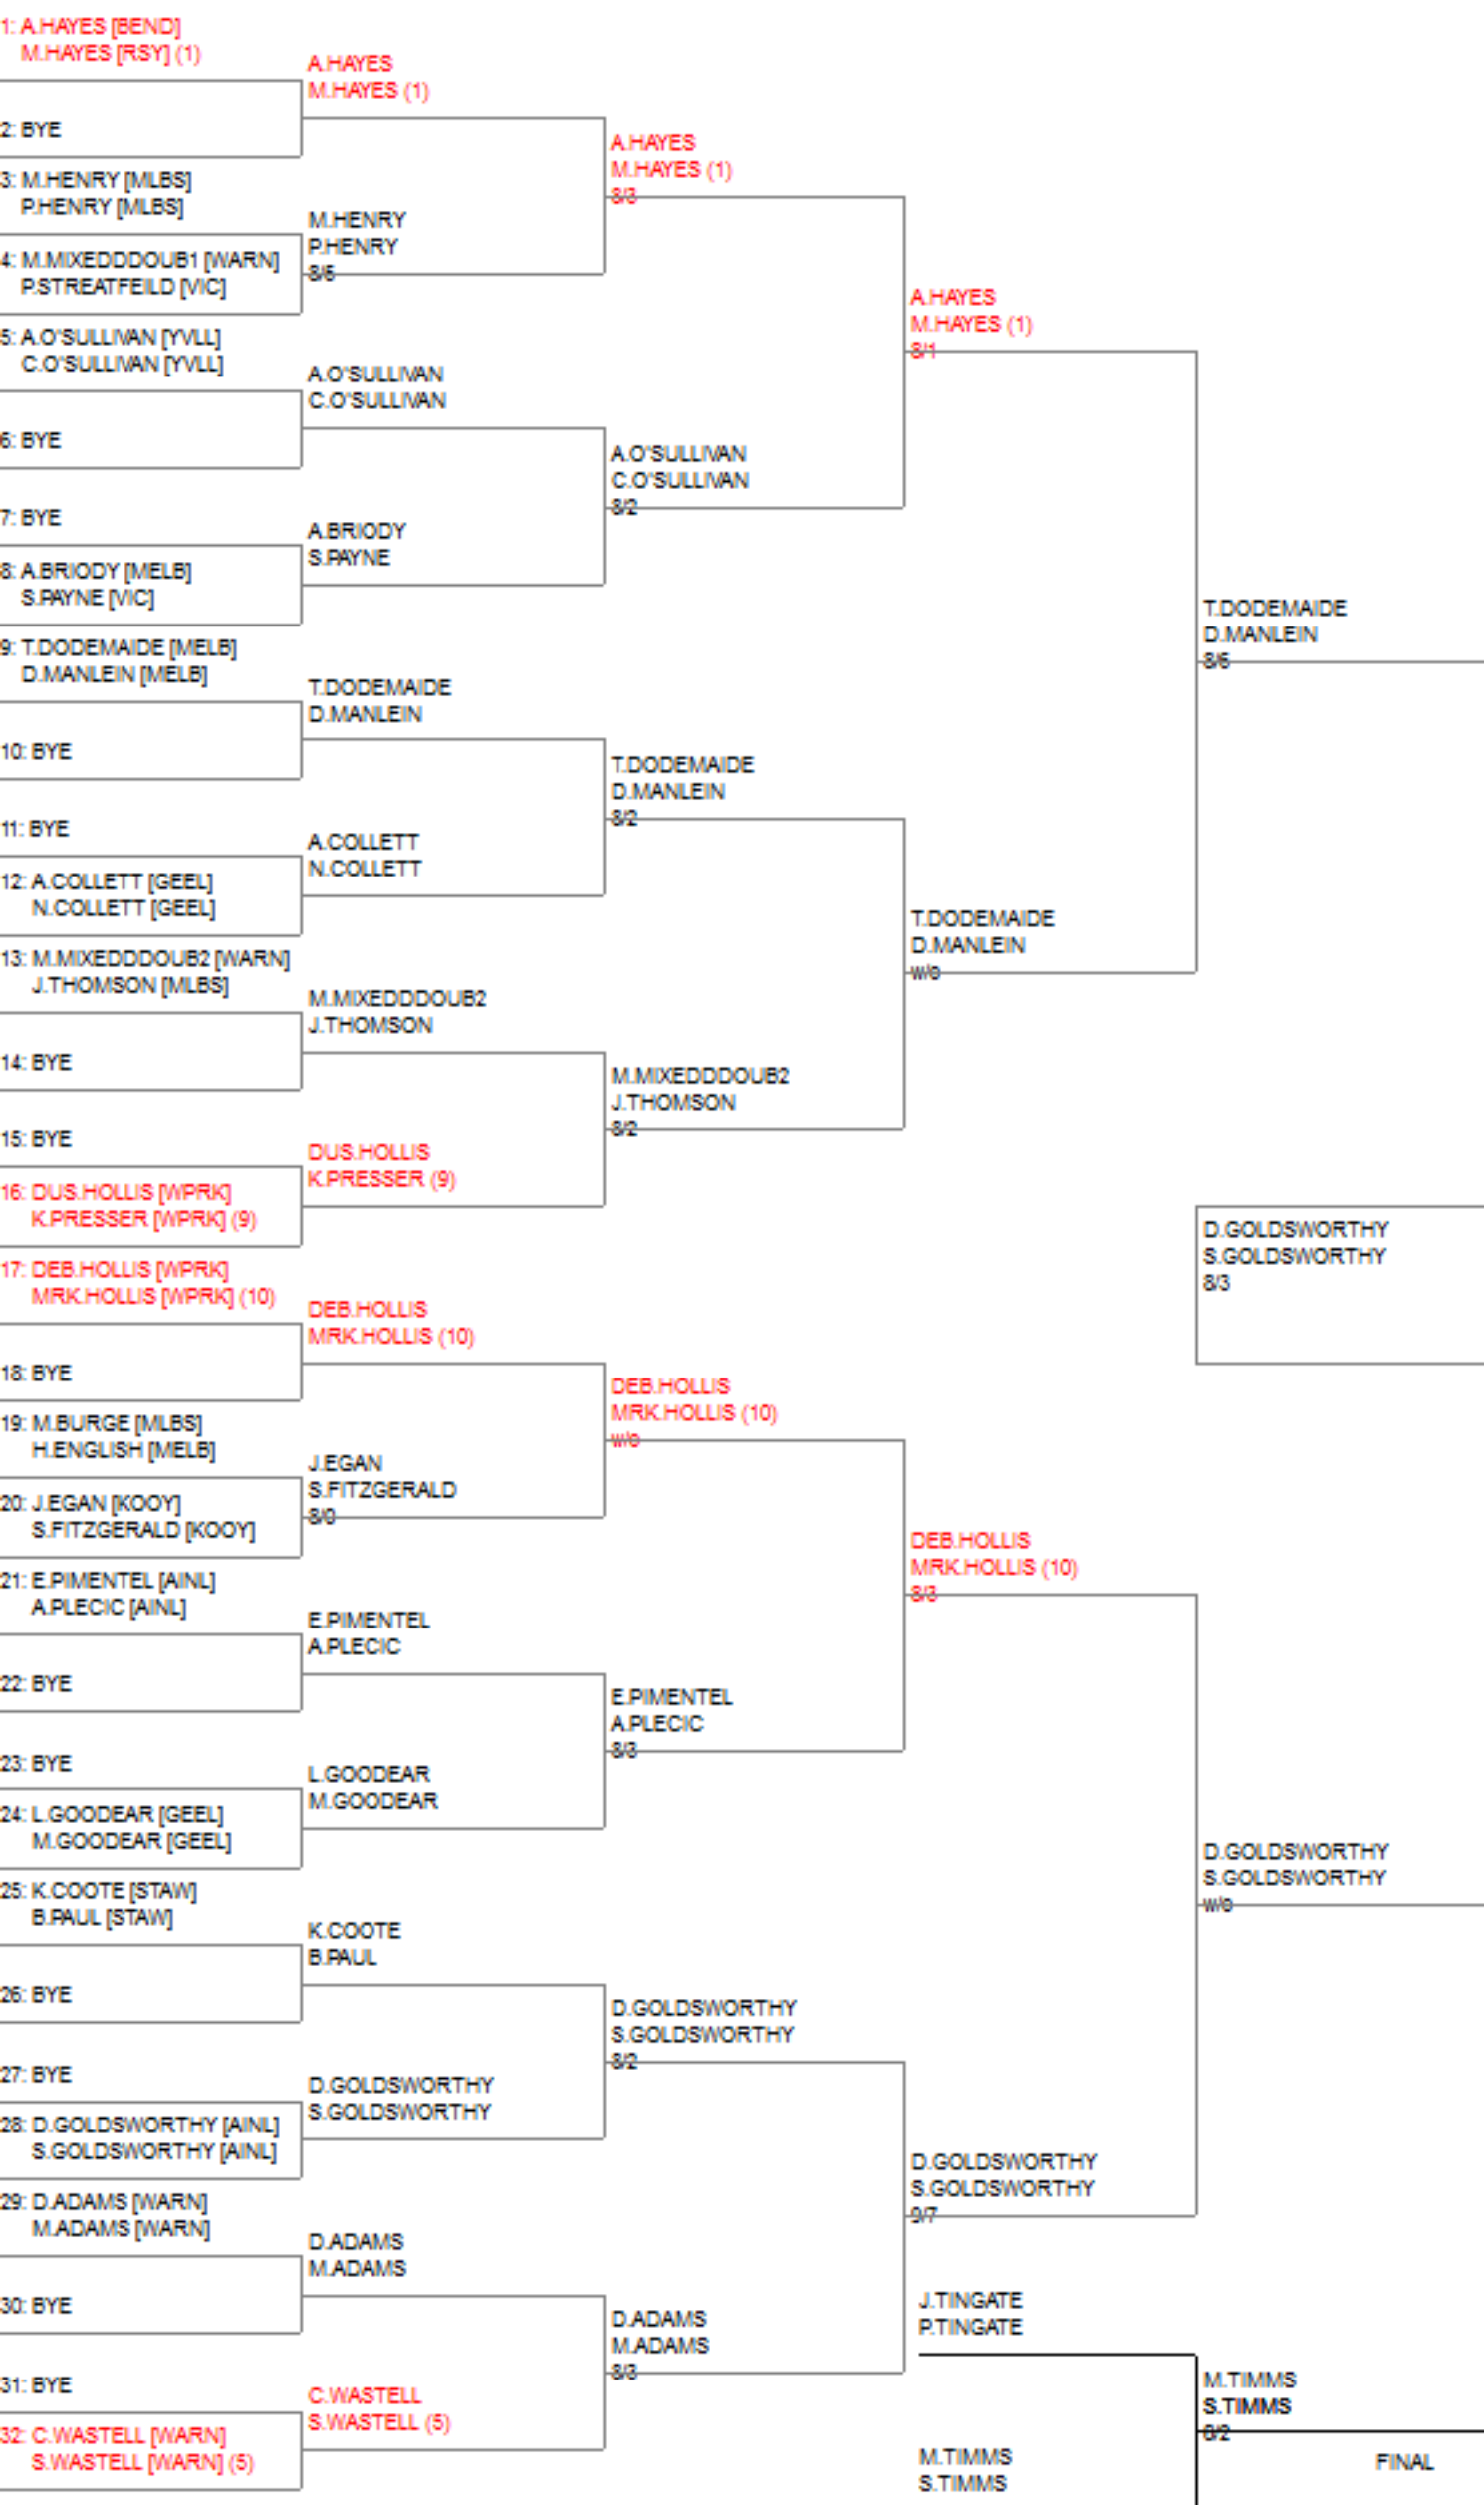 1: A.HAYES [BEND]
M.HAYES [RSY] (1)
2: BYE
3: M.HENRY [MLBS]
P.HENRY [MLBS]
4: M.MIXEDDDOUB1 [WARN]
P.STREATFEILD [VIC]
5: A.O'SULLIVAN [YVLL]
C.O'SULLIVAN [YVLL]
6: BYE
7: BYE
8: A.BRIODY [MELB]
S.PAYNE [VIC]
9: T.DODEMAIDE [MELB]
D.MANLEIN [MELB]
10: BYE
11: BYE
12: A.COLLETT [GEEL]
N.COLLETT [GEEL]
13: M.MIXEDDDOUB2 [WARN]
J.THOMSON [MLBS]
14: BYE
15: BYE
16: DUS.HOLLIS [WPRK]
K.PRESSER [WPRK] (9)
17: DEB.HOLLIS [WPRK]
MRK.HOLLIS [WPRK] (10)
18: BYE
19: M.BURGE [MLBS]
H.ENGLISH [MELB]
20: J.EGAN [KOOY]
S.FITZGERALD [KOOY]
21: E.PIMENTEL [AINL]
A.PLECIC [AINL]
22: BYE
23: BYE
24: L.GOODEAR [GEEL]
M.GOODEAR [GEEL]
25: K.COOTE [STAW]
B.PAUL [STAW]
26: BYE
27: BYE
28: D.GOLDSWORTHY [AINL]
S.GOLDSWORTHY [AINL]
29: D.ADAMS [WARN]
M.ADAMS [WARN]
30: BYE
31: BYE
32: C.WASTELL [WARN]
S.WASTELL [WARN] (5)
A.HAYES
M.HAYES (1)
M.HENRY
P.HENRY
A.O'SULLIVAN
C.O'SULLIVAN
A.BRIODY
S.PAYNE
T.DODEMAIDE
D.MANLEIN
A.COLLETT
N.COLLETT
M.MIXEDDDOUB2
J.THOMSON
DUS.HOLLIS
K.PRESSER (9)
DEB.HOLLIS
MRK.HOLLIS (10)
J.EGAN
S.FITZGERALD
8/0
E.PIMENTEL
A.PLECIC
L.GOODEAR
M.GOODEAR
K.COOTE
B.PAUL
D.GOLDSWORTHY
S.GOLDSWORTHY
D.ADAMS
M.ADAMS
C.WASTELL
S.WASTELL (5)
A.HAYES
M.HAYES (1)
8/3
A.O'SULLIVAN
C.O'SULLIVAN
8/2
T.DODEMAIDE
D.MANLEIN
8/2
M.MIXEDDDOUB2
J.THOMSON
8/2
DEB.HOLLIS
MRK.HOLLIS (10)
w/o
E.PIMENTEL
A.PLECIC
8/3
D.GOLDSWORTHY
S.GOLDSWORTHY
8/2
D.ADAMS
M.ADAMS
8/3
A.HAYES
M.HAYES (1)
8/1
T.DODEMAIDE
D.MANLEIN
w/o
DEB.HOLLIS
MRK.HOLLIS (10)
8/3
D.GOLDSWORTHY
S.GOLDSWORTHY
9/7
J.TINGATE
P.TINGATE
M.TIMMS
S.TIMMS
T.DODEMAIDE
D.MANLEIN
D.GOLDSWORTHY
S.GOLDSWORTHY
8/3
D.GOLDSWORTHY
S.GOLDSWORTHY
w/o
M.TIMMS
S.TIMMS
FINAL